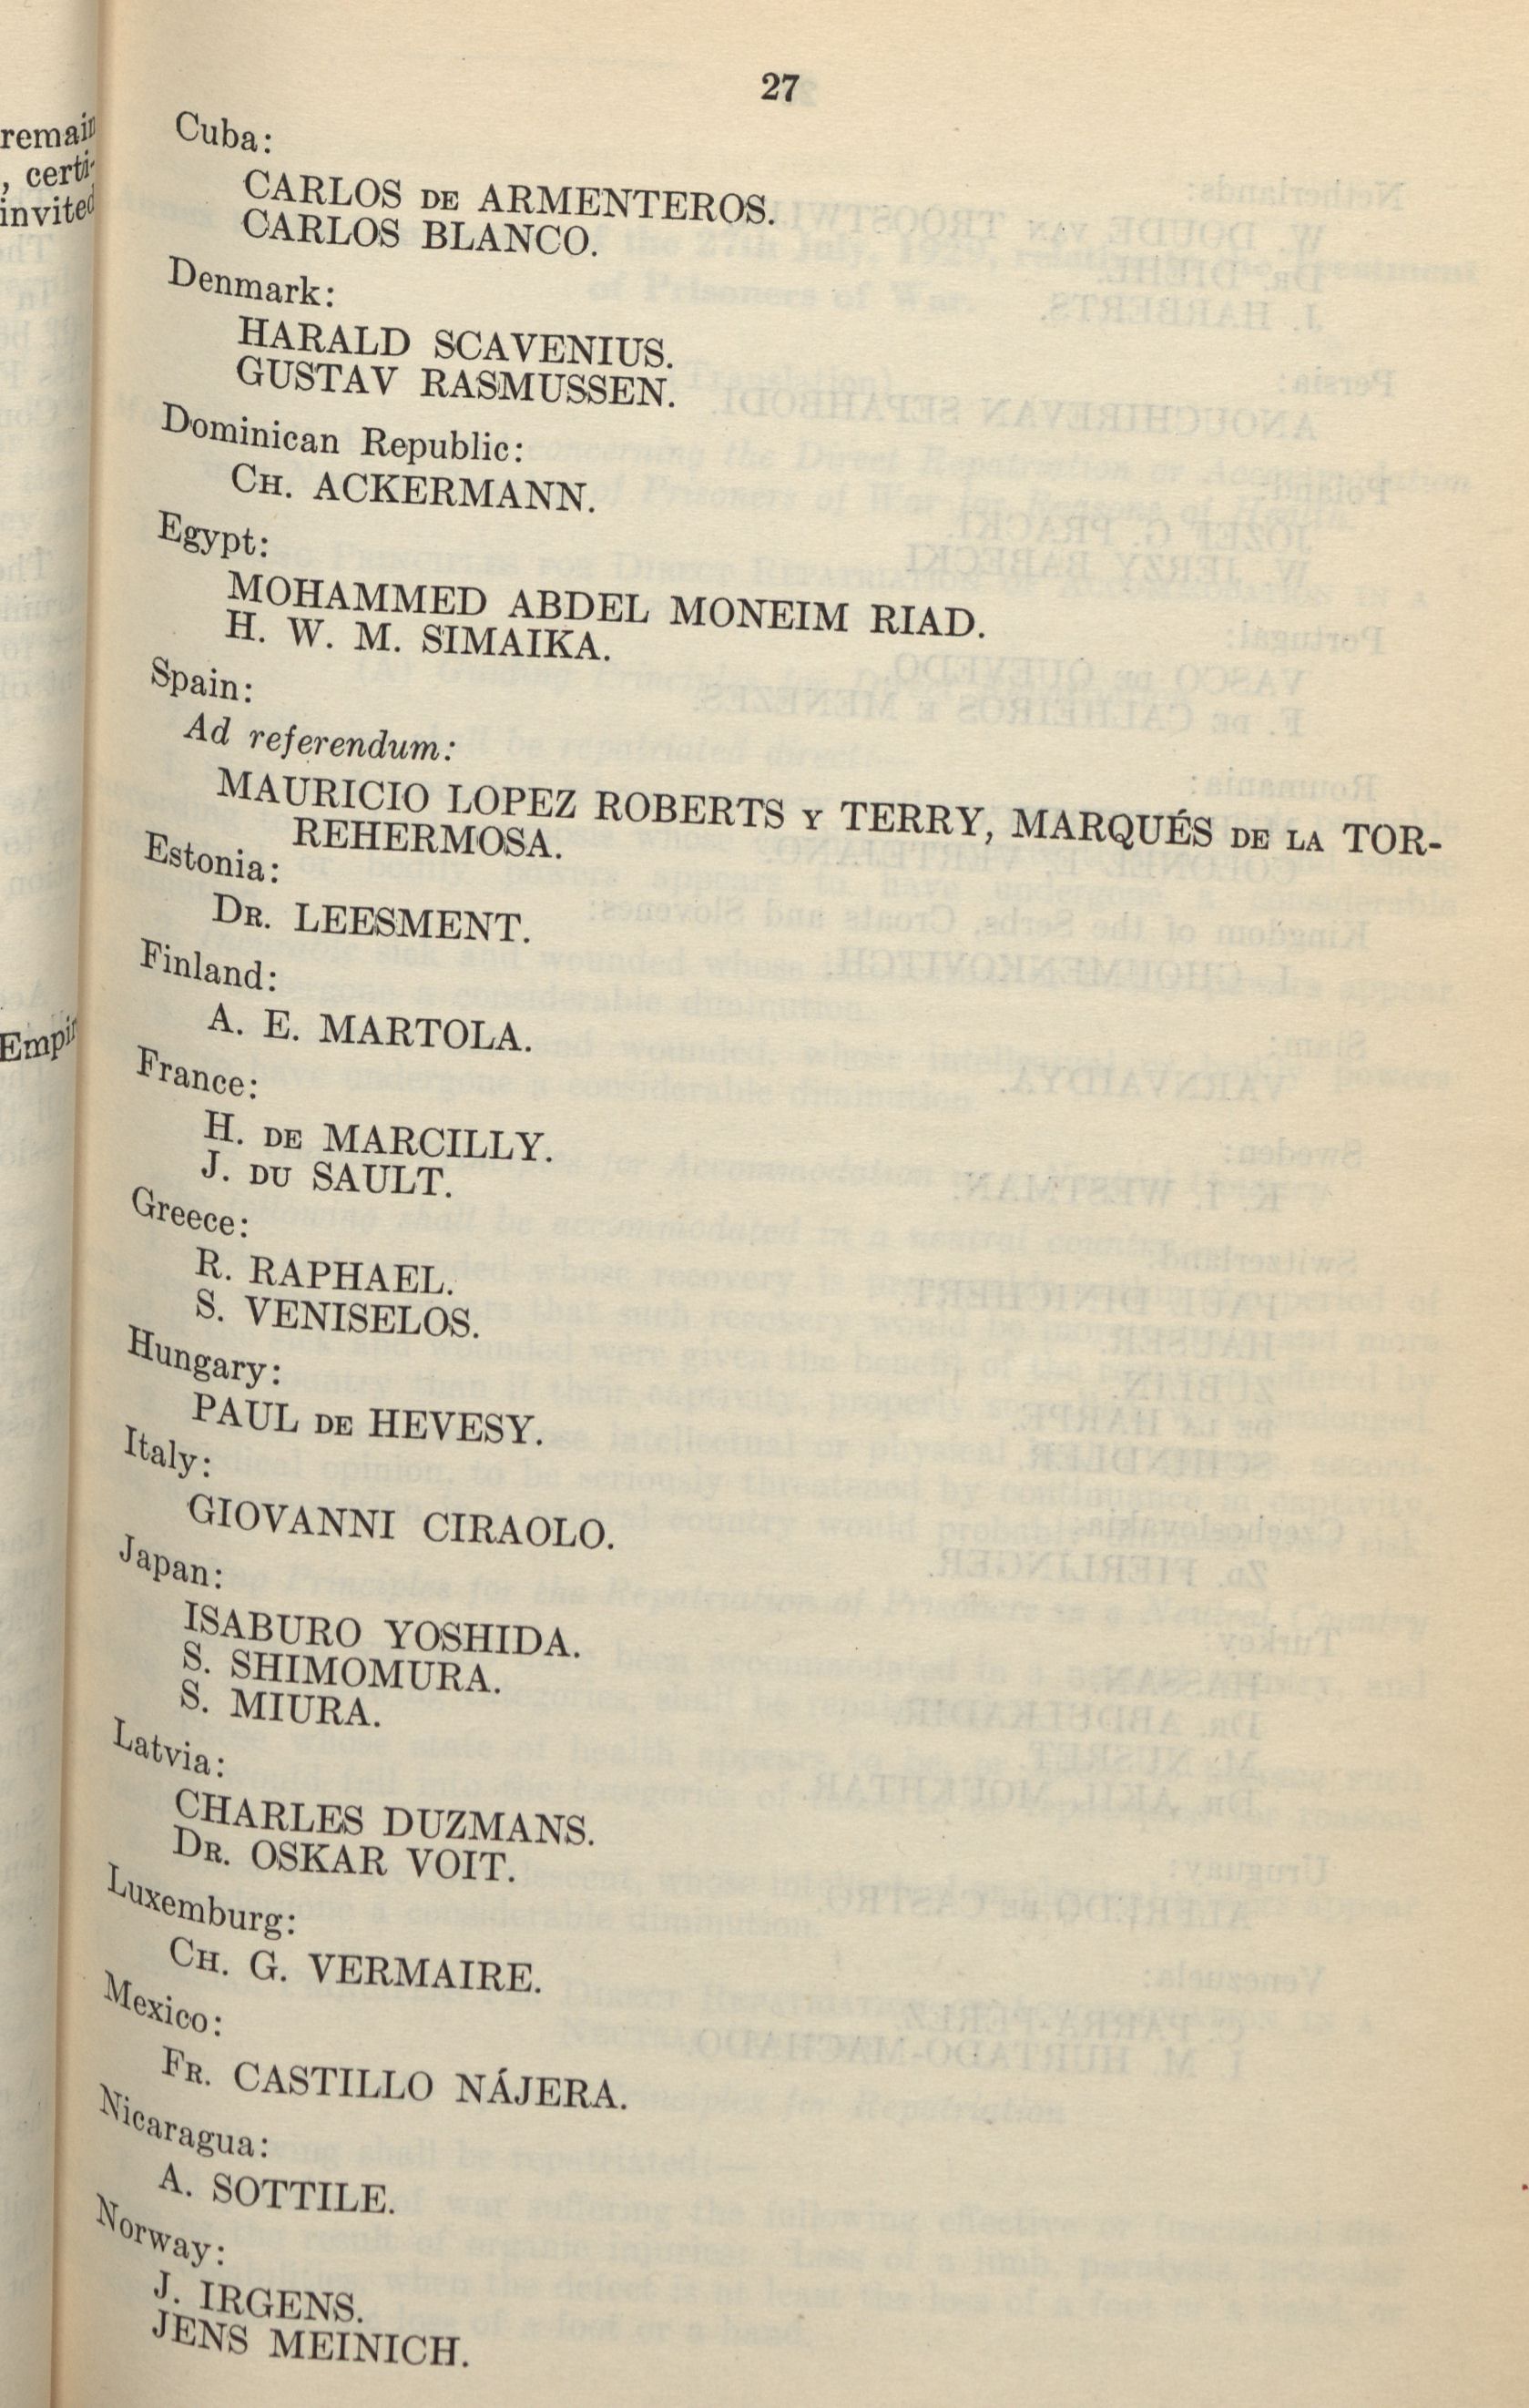 27
remain
, certi-
invited
Empir
Cuba:
CARLOS DE ARMENTEROS.
CARLOS BLANCO.
Denmark:
HARALD SCAVENIUS.
GUSTAV RASMUSSEN.
Dominican Republic:
CH. ACKERMANN.
Egypt:
MOHAMMED ABDEL MONEIM RIAD.
H. W. M. SIMAIKA.
Spain:
Ad referendum:
MAURICIO LOPEZ ROBERTS Y TERRY, MARQUÉS DE LA TOR-
REHERMOSA.
Estonia:
DR. LEESMENT.
Finland:
A. E. MARTOLA.
France:
H. DE MARCILLY.
J. DU SAULT.
Greece:
R. RAPHAEL.
S. VENISELOS.
Hungary:
PAUL DE HEVESY.
Italy:
GIOVANNI CIRAOLO.
Japan:
ISABURO YOSHIDA.
S. SHIMOMURA.
S. MIURA.
Latvia:
CHARLES DUZMANS.
DR. OSKAR VOIT.
Luxemburg:
CH. G. VERMAIRE.
Mexico:
FR. CASTILLO NÁJERA.
Nicaragua:
A. SOTTILE.
Norway:
J. IRGENS.
JENS MEINICH.